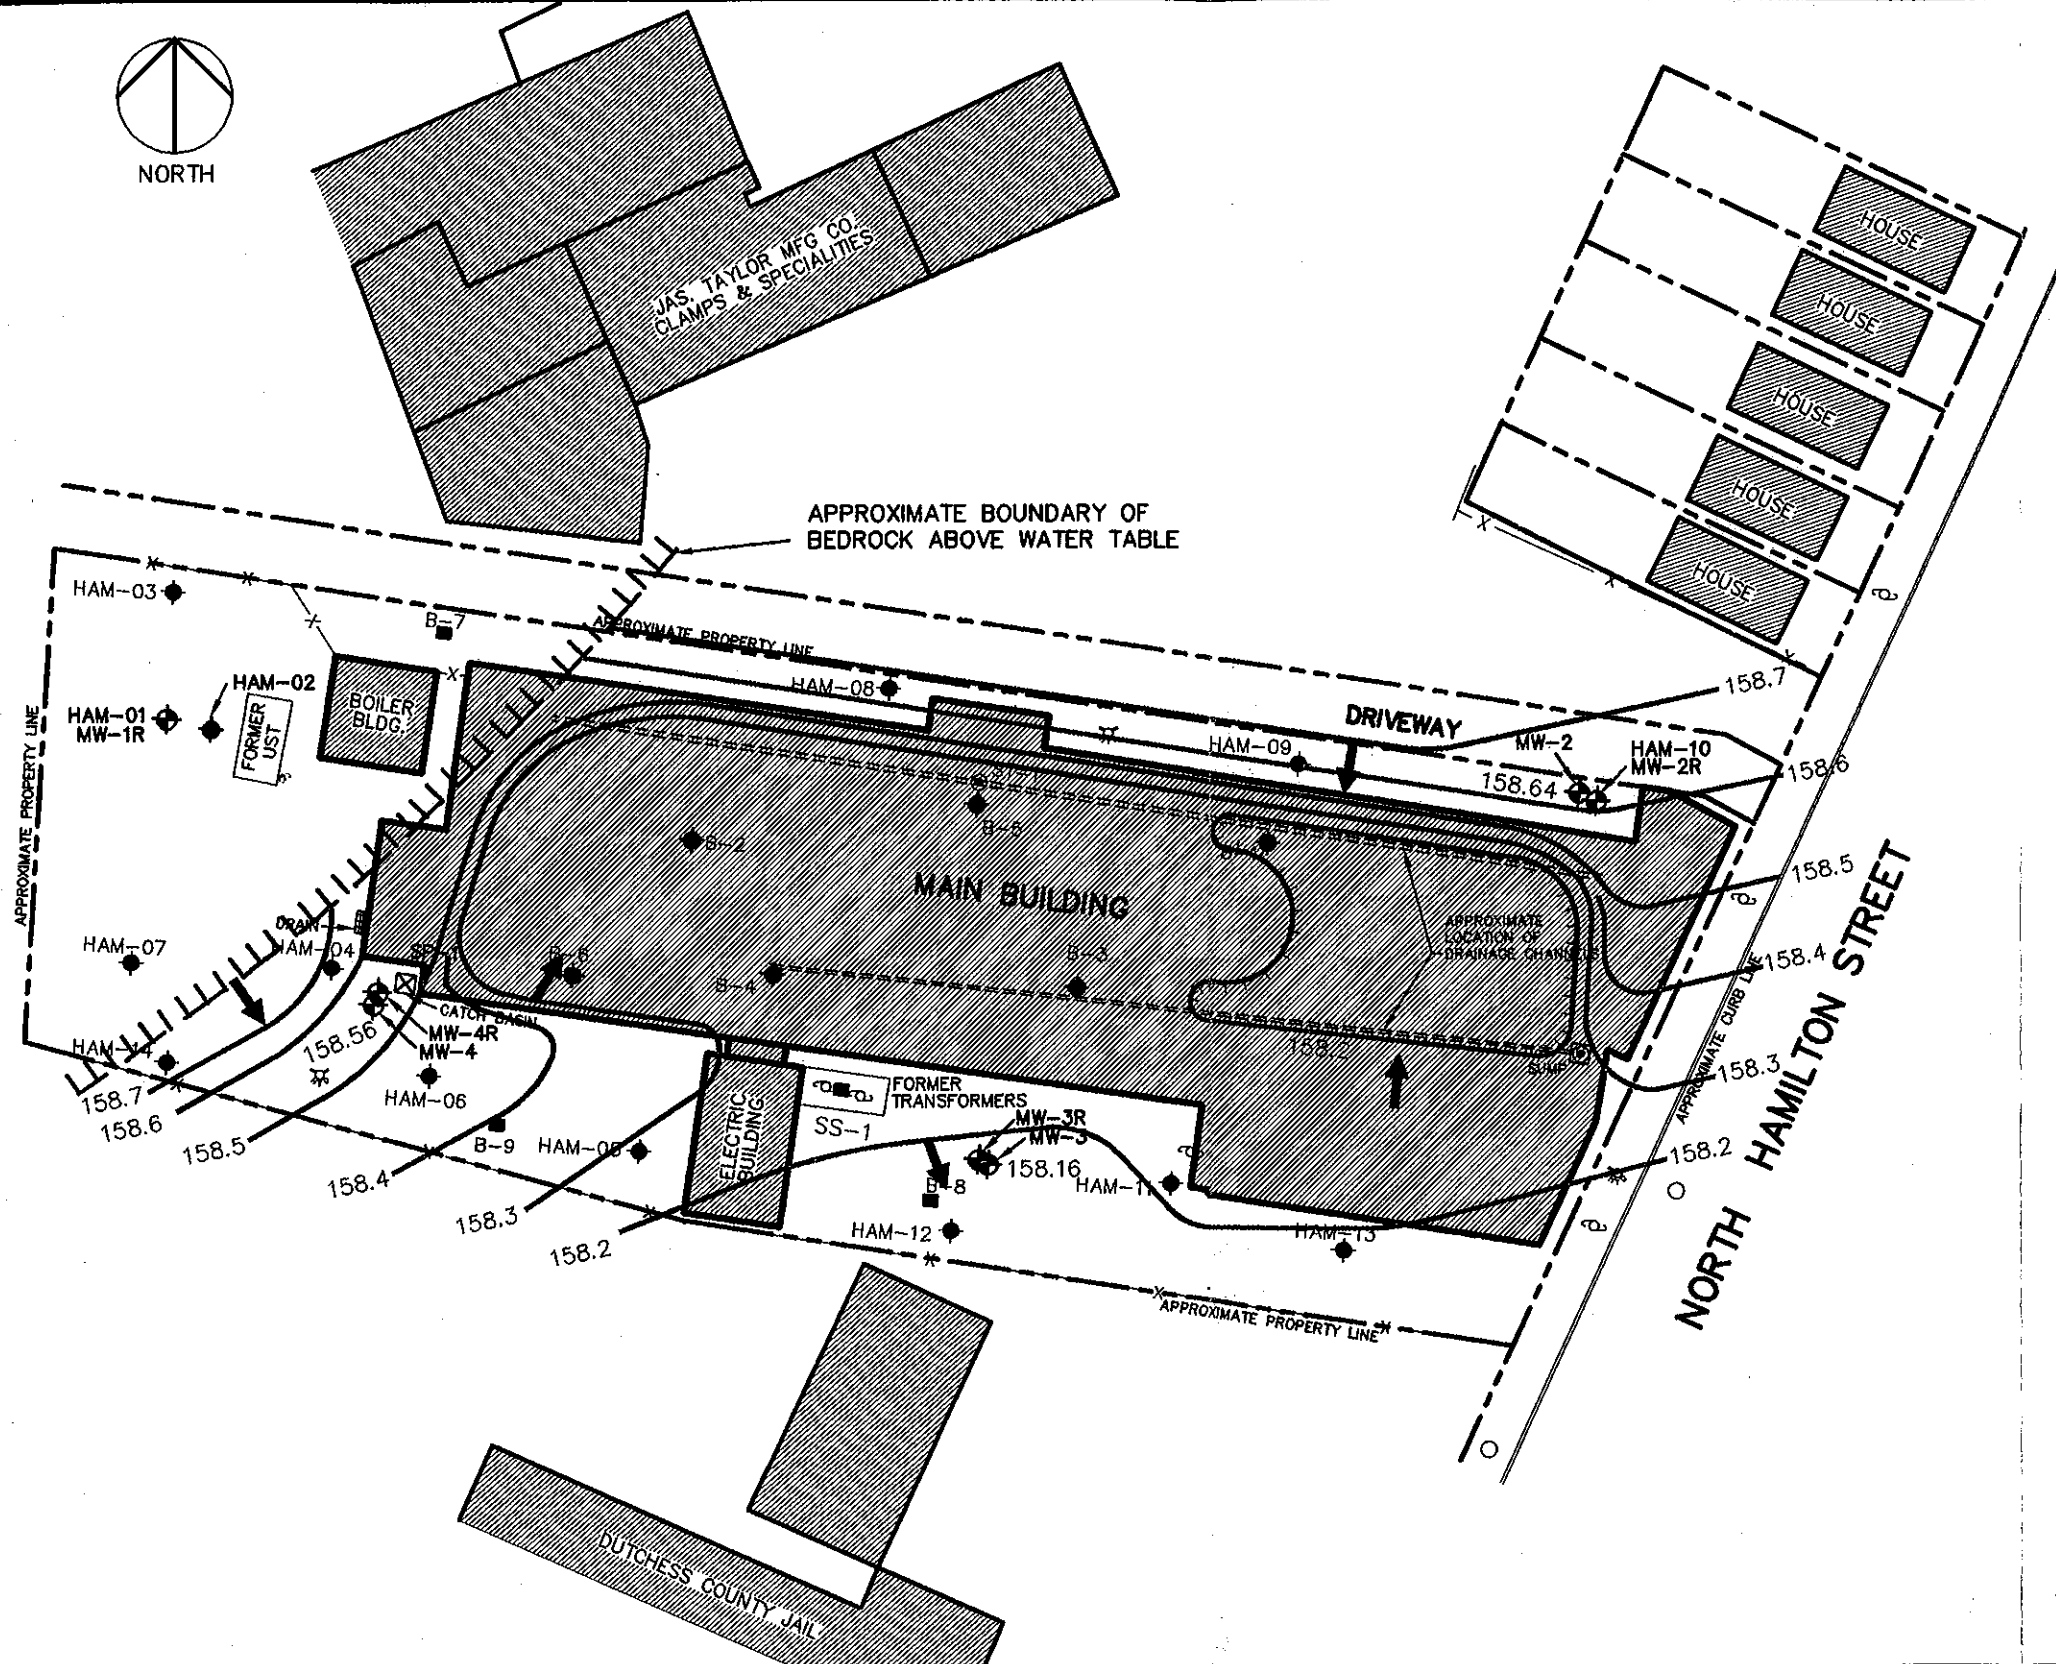 NORTH
JAS. TAYLOR MFG CO.
CLAMPS & SPECIALITIES
HOUSE
HOUSE
HOUSE
HOUSE
HOUSE
APPROXIMATE BOUNDARY OF
BEDROCK ABOVE WATER TABLE
HAM-03
B-7
APPROXIMATE PROPERTY LINE
HAM-02
HAM-01
MW-1R
FORMER
UST
BOILER
BLDG.
HAM-08
DRIVEWAY
158.7
HAM-09
MW-2
HAM-10
MW-2R
158.64
158.6
APPROXIMATE PROPERTY LINE
B-2
B-5
MAIN BUILDING
158.5
APPROXIMATE
LOCATION OF
DRAINAGE CHANNELS
DRAIN
HAM-04
HAM-07
B-6
B-4
B-3
158.4
NORTH HAMILTON STREET
APPROXIMATE CURB LINE
CATCH BASIN
MW-4R
MW-4
158.56
HAM-14
158.2
SUMP
158.3
158.7
158.6
158.5
158.4
158.3
158.2
HAM-06
B-9
HAM-05
ELECTRIC
BUILDING
FORMER
TRANSFORMERS
SS-1
MW-3R
MW-3
158.16
B-8
HAM-11
HAM-12
HAM-13
158.2
APPROXIMATE PROPERTY LINE
DUTCHESS COUNTY JAIL